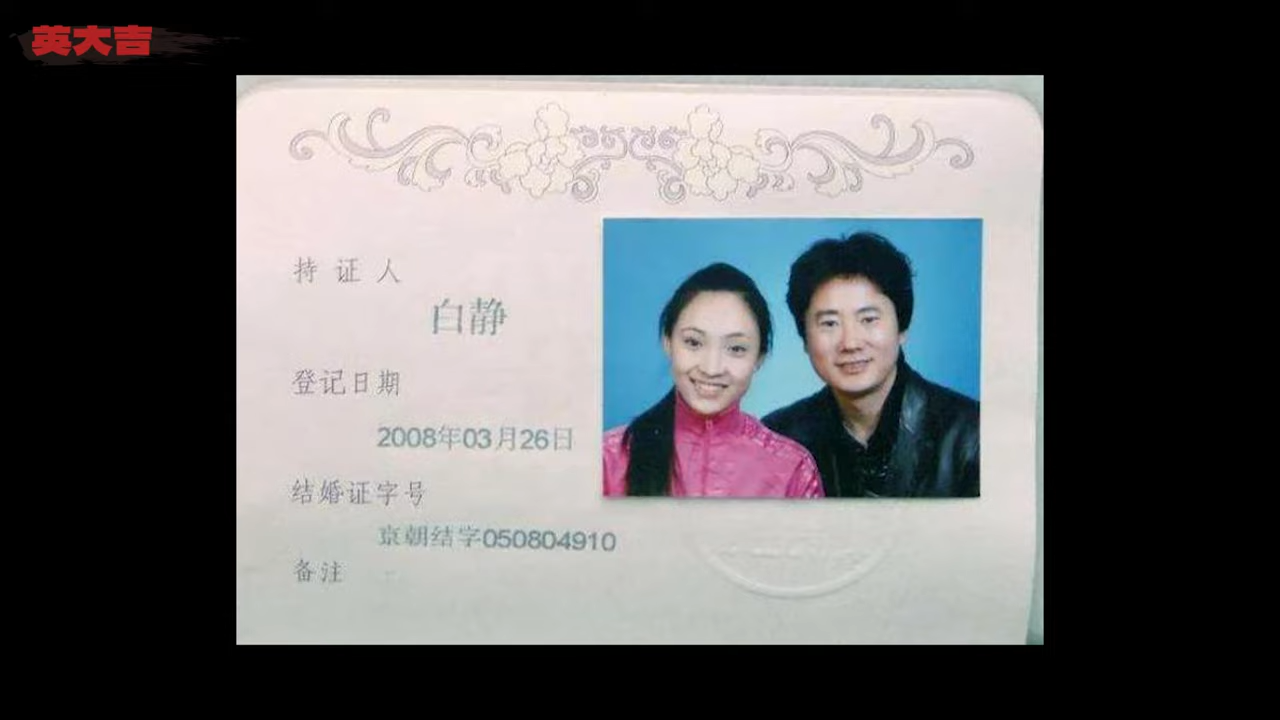 英大吉
持证人
白静
登记日期
2008年03月26日
结婚证字号
京朝结字050804910
备注